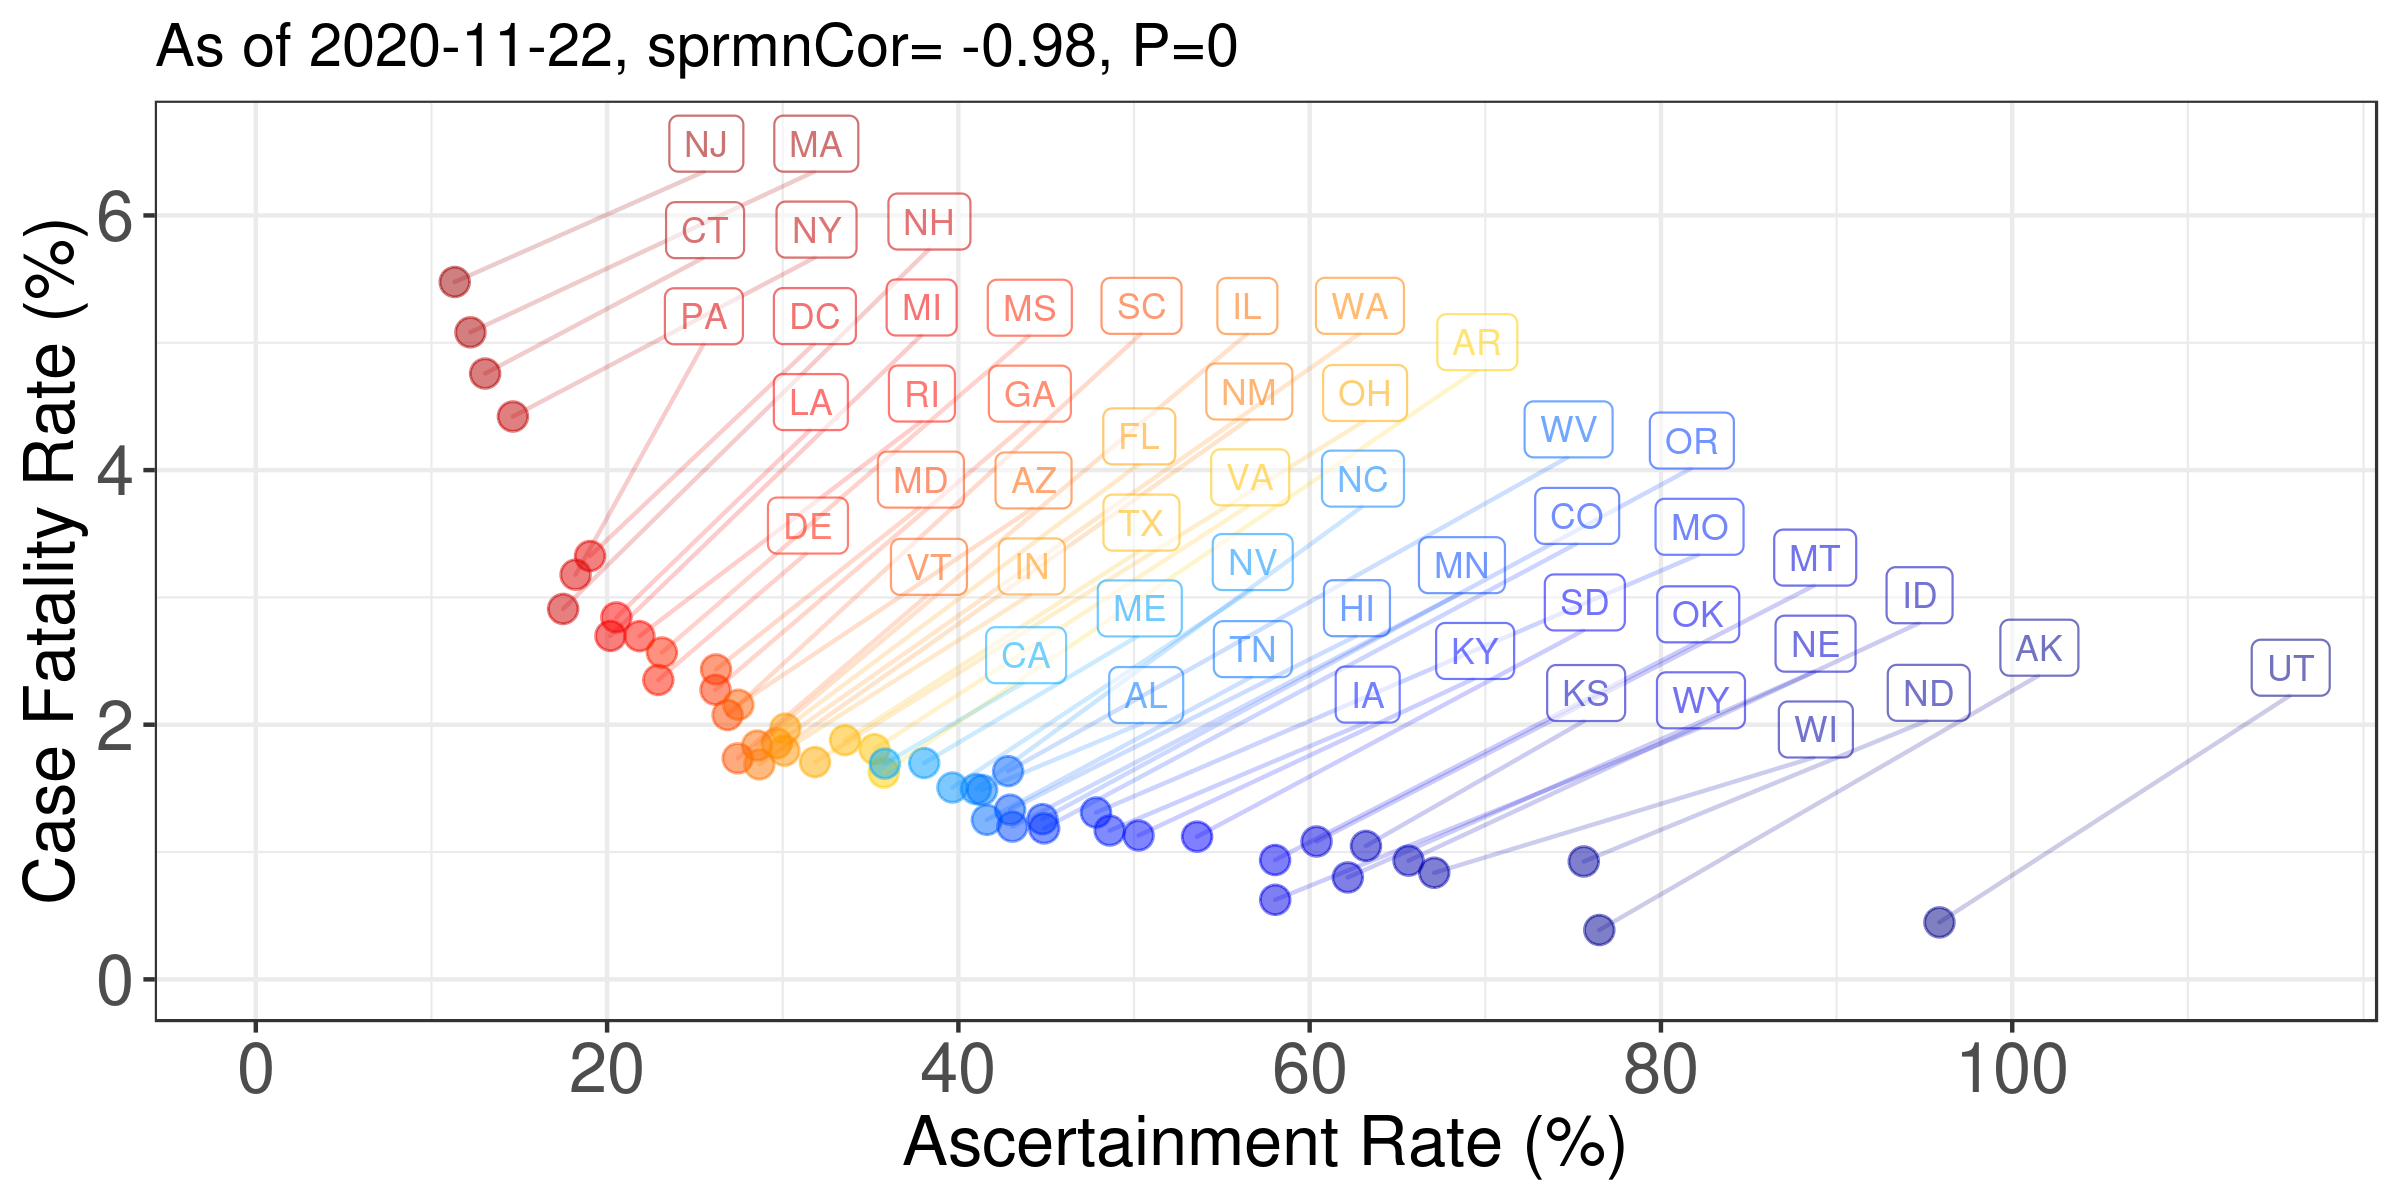 As of 2020-11-22, sprmnCor= -0.98, P=0
Case Fatality Rate (%)
6
4
2
0
NJ MA
CT NY NH
PA DC MI MS SC IL WA
AR
LA RI GA NM OH
FL WV OR
MD AZ VA NC
DE TX CO MO
VT IN NV MN MT
ME HI SD OK ID
CA TN KY NE AK UT
AL IA KS WY ND
WI
0 20 40 60 80 100
Ascertainment Rate (%)